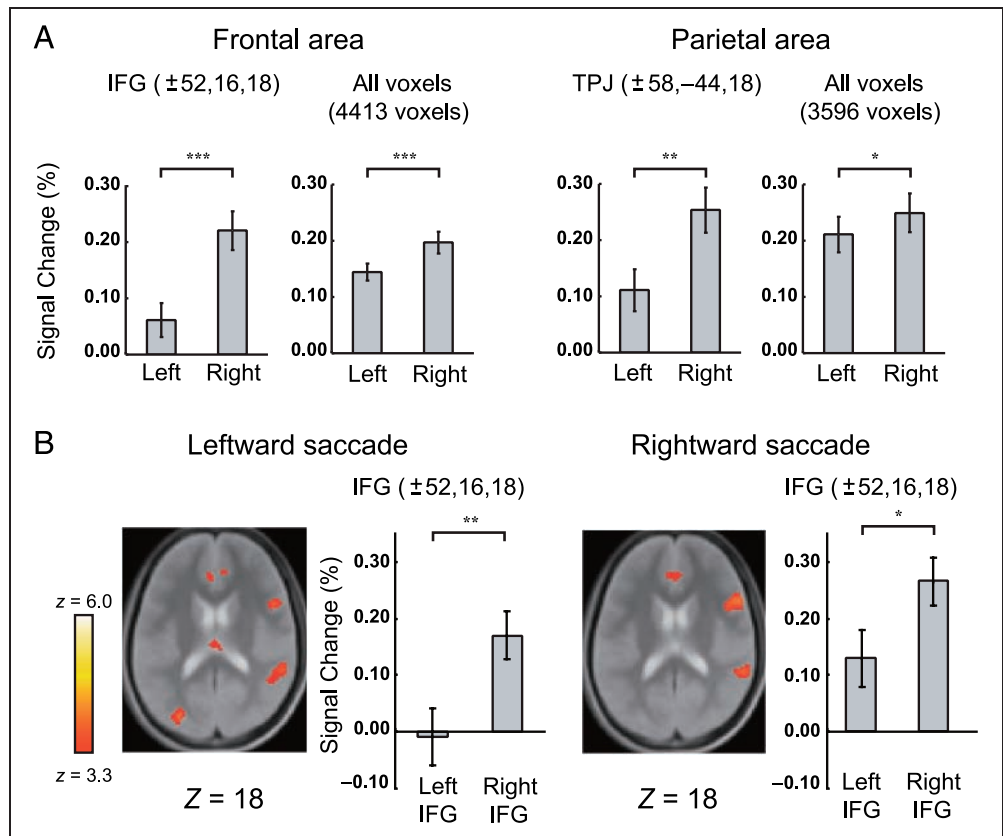 A
Frontal area
Parietal area
IFG (±52,16,18)
All voxels
(4413 voxels)
TPJ (±58,−44,18)
All voxels
(3596 voxels)
***
***
**
*
Signal Change (%)
0.30
0.20
0.10
0.00
Left Right
0.30
0.20
0.10
0.00
Left Right
0.30
0.20
0.10
0.00
Left Right
0.30
0.20
0.10
0.00
Left Right
B
Leftward saccade
Rightward saccade
IFG (±52,16,18)
IFG (±52,16,18)
**
*
z = 6.0
z = 3.3
Z = 18
Signal Change (%)
0.30
0.20
0.10
0.00
−0.10
Left Right
IFG IFG
Z = 18
0.30
0.20
0.10
0.00
−0.10
Left Right
IFG IFG